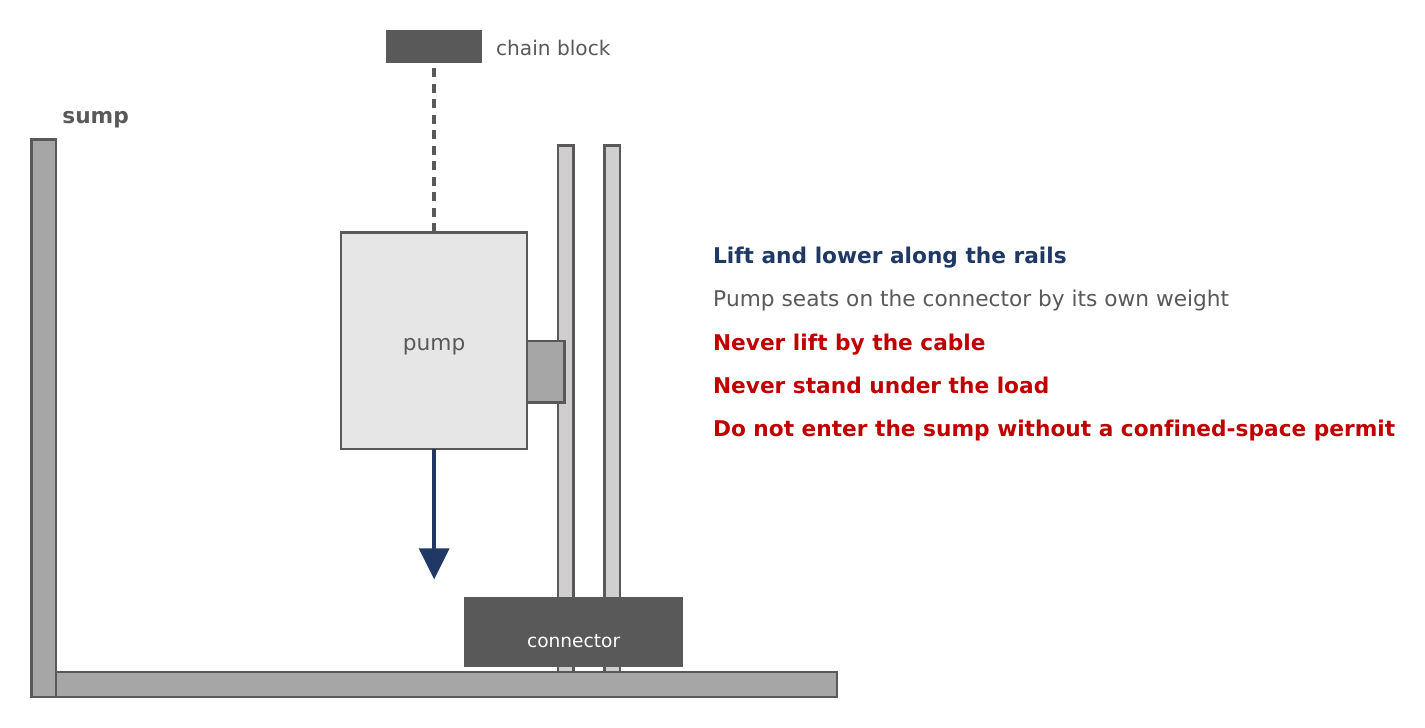 chain block
sump
Lift and lower along the rails
Pump seats on the connector by its own weight
pump
Never lift by the cable
Never stand under the load
Do not enter the sump without a confined-space permit
connector